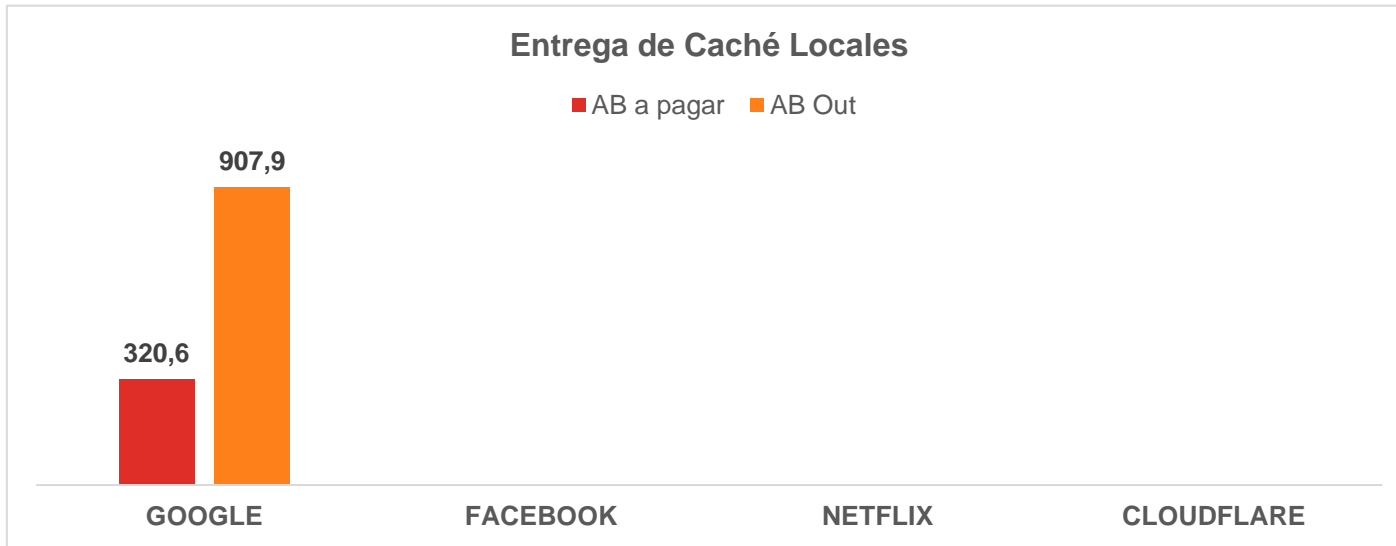 Entrega de Caché Locales
AB a pagar AB Out
907,9
320,6
GOOGLE FACEBOOK NETFLIX CLOUDFLARE